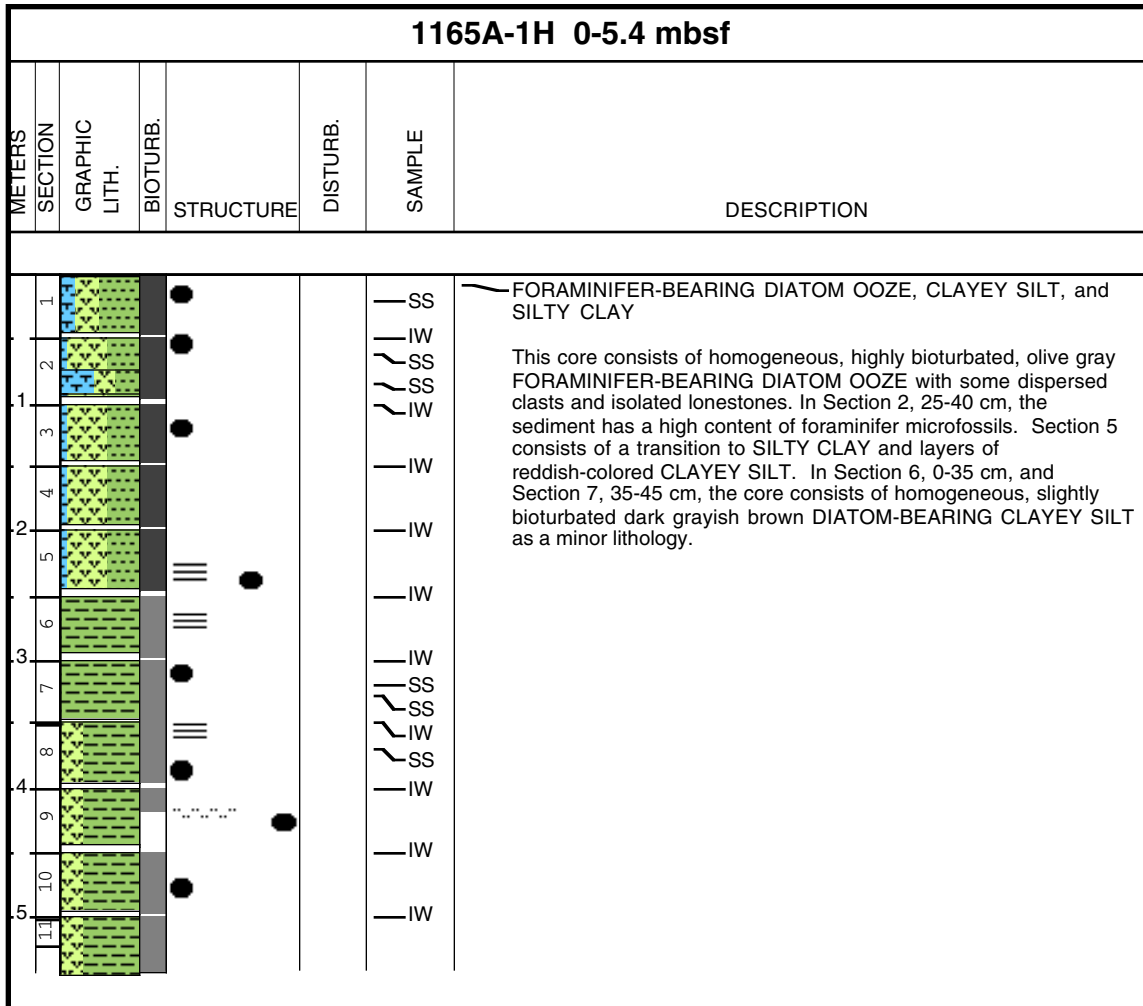 1165A-1H 0-5.4 mbsf
METERS
SECTION
GRAPHIC
LITH.
BIOTURB.
STRUCTURE
DISTURB.
SAMPLE
DESCRIPTION
1
2
3
4
5
6
7
8
9
10
11
1
2
3
4
5
SS
IW
SS
SS
IW
IW
IW
IW
IW
SS
SS
IW
SS
IW
IW
IW
FORAMINIFER-BEARING DIATOM OOZE, CLAYEY SILT, and
SILTY CLAY
This core consists of homogeneous, highly bioturbated, olive gray
FORAMINIFER-BEARING DIATOM OOZE with some dispersed
clasts and isolated lonestones. In Section 2, 25-40 cm, the
sediment has a high content of foraminifer microfossils. Section 5
consists of a transition to SILTY CLAY and layers of
reddish-colored CLAYEY SILT. In Section 6, 0-35 cm, and
Section 7, 35-45 cm, the core consists of homogeneous, slightly
bioturbated dark grayish brown DIATOM-BEARING CLAYEY SILT
as a minor lithology.